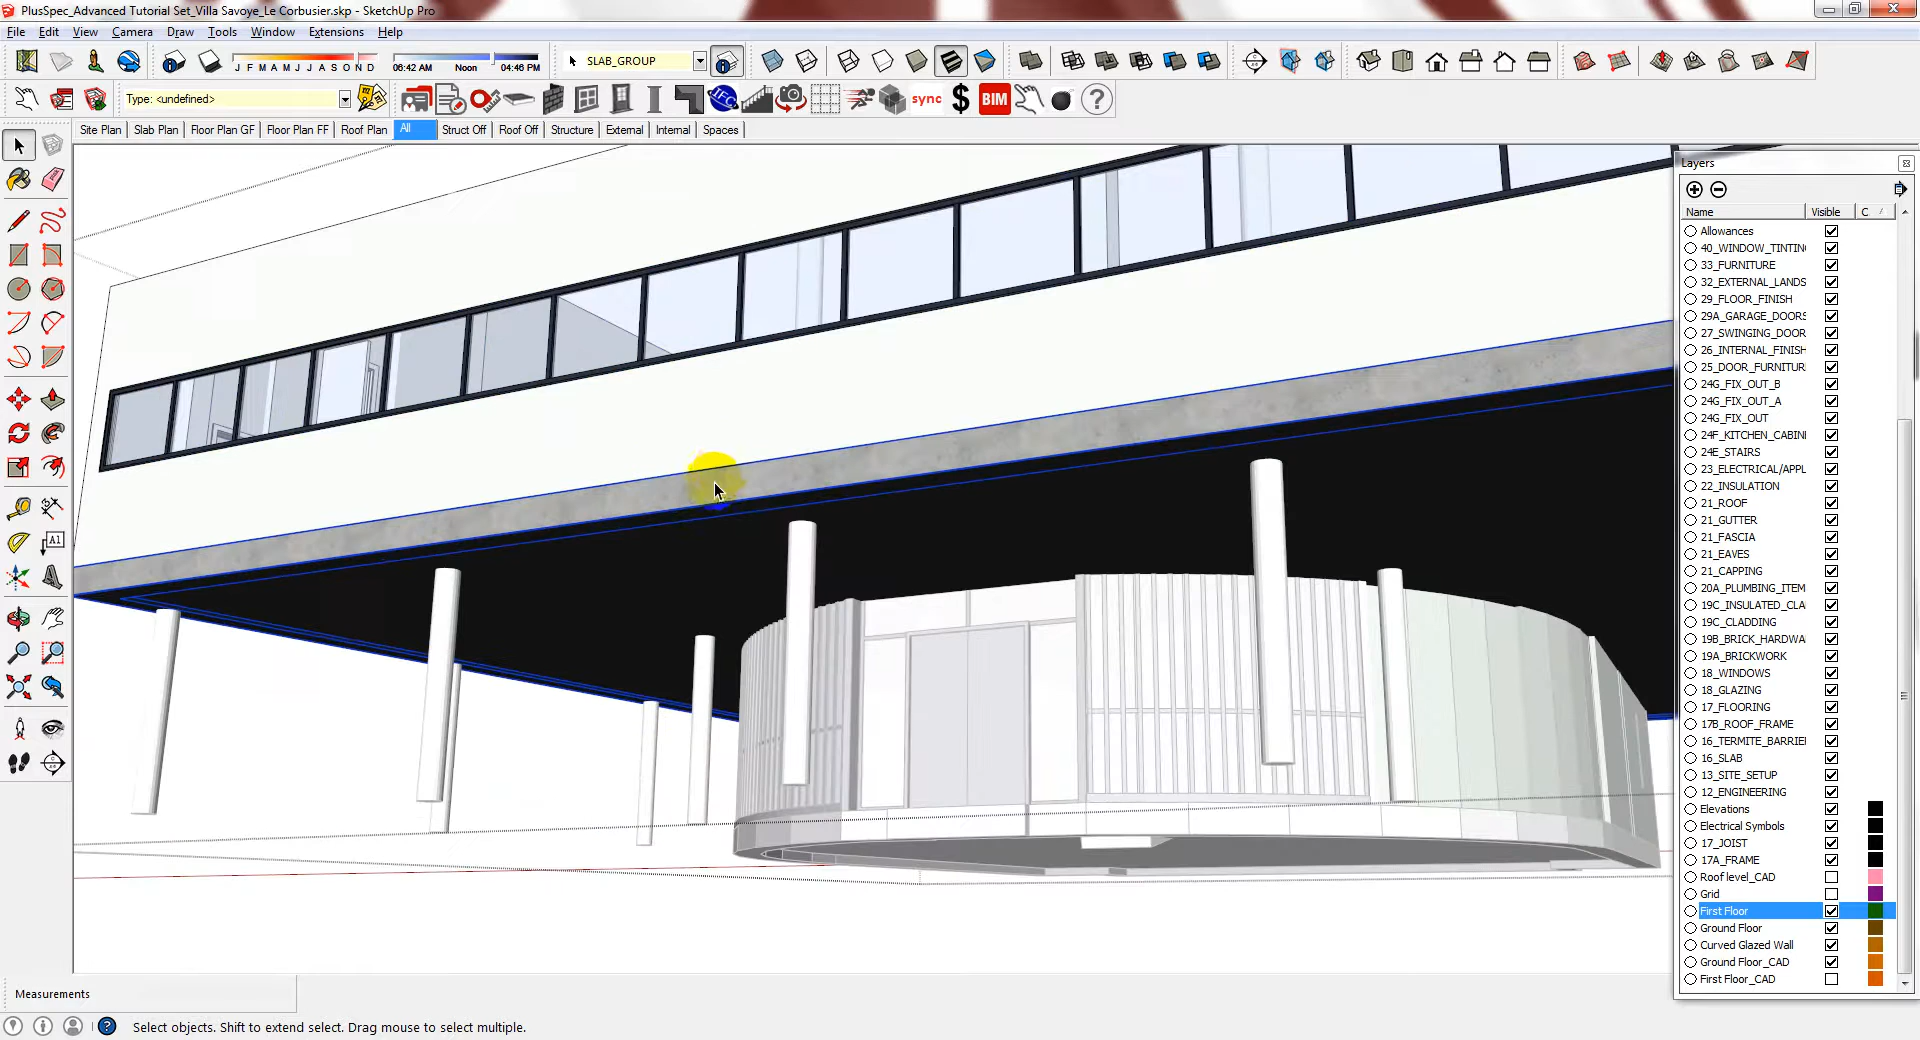 PlusSpec_Advanced Tutorial Set_Villa Savoye_Le Corbusier.skp - SketchUp Pro
File Edit View Camera Draw Tools Window Extensions Help
J F M A M J J A S O N D
06:42 AM Noon 04:46 PM
SLAB_GROUP
Type: <undefined>
IFC
sync
$
BIM
?
Site Plan
Slab Plan
Floor Plan GF
Floor Plan FF
Roof Plan
All
Struct Off
Roof Off
Structure
External
Internal
Spaces
A1
Layers
Name Visible C
Allowances
40_WINDOW_TINTIN
33_FURNITURE
32_EXTERNAL_LANDS
29_FLOOR_FINISH
29A_GARAGE_DOORS
27_SWINGING_DOOR
26_INTERNAL_FINISH
25_DOOR_FURNITUR
24G_FIX_OUT_B
24G_FIX_OUT_A
24G_FIX_OUT
24F_KITCHEN_CABINI
24E_STAIRS
23_ELECTRICAL/APPL
22_INSULATION
21_ROOF
21_GUTTER
21_FASCIA
21_EAVES
21_CAPPING
20A_PLUMBING_ITEM
19C_INSULATED_CLA
19C_CLADDING
19B_BRICK_HARDWA
19A_BRICKWORK
18_WINDOWS
18_GLAZING
17_FLOORING
17B_ROOF_FRAME
16_TERMITE_BARRIE
16_SLAB
13_SITE_SETUP
12_ENGINEERING
Elevations
Electrical Symbols
17_JOIST
17A_FRAME
Roof level_CAD
Grid
First Floor
Ground Floor
Curved Glazed Wall
Ground Floor_CAD
First Floor_CAD
Measurements
Select objects. Shift to extend select. Drag mouse to select multiple.